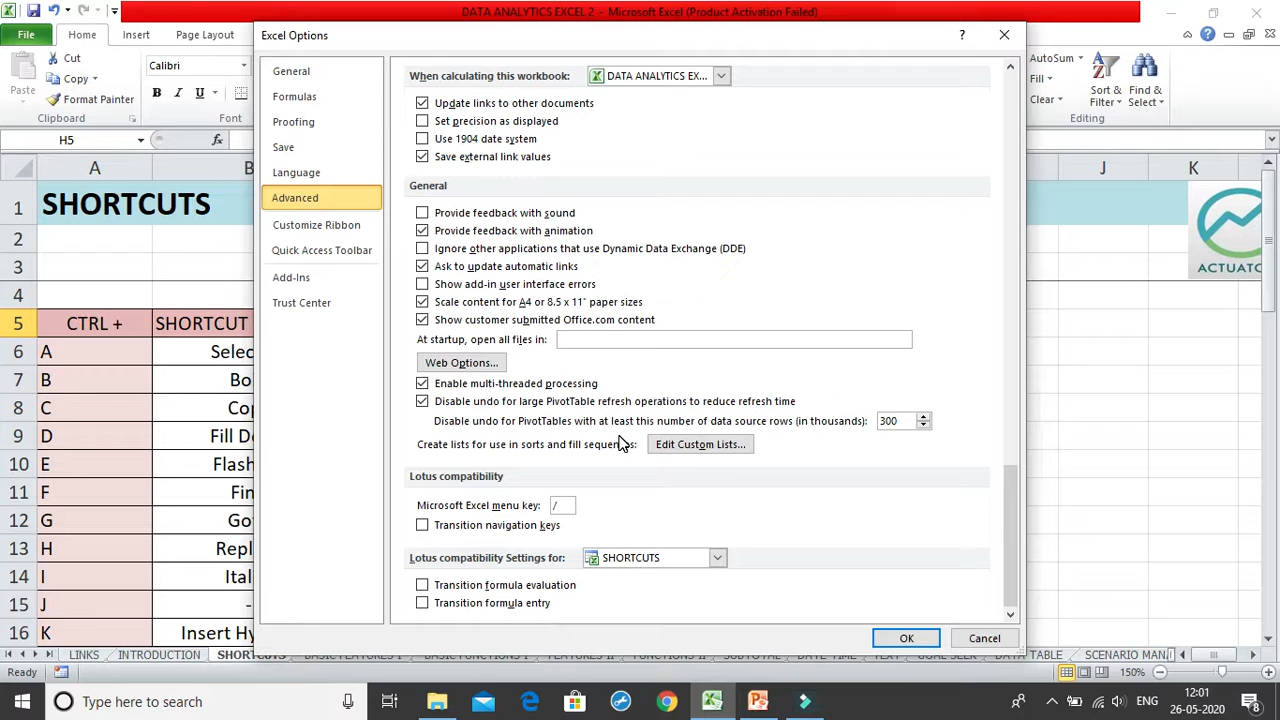 DATA ANALYTICS EXCEL 2 - Microsoft Excel (Product Activation Failed)
File Home Insert Page Layout
Paste Cut Copy Format Painter
Clipboard
Calibri
B I U
Font
AutoSum Fill Clear
Sort & Filter Find & Select
Editing
H5 fx
A B J K
1 SHORTCUTS
ACTUATO
2
3
4
5 CTRL + SHORTCUT
6 A Selec
7 B Bo
8 C Cop
9 D Fill D
10 E Flash
11 F Fin
12 G Go
13 H Repl
14 I Ital
15 J -
16 K Insert Hy
Excel Options
General
Formulas
Proofing
Save
Language
Advanced
Customize Ribbon
Quick Access Toolbar
Add-Ins
Trust Center
When calculating this workbook: DATA ANALYTICS EX...
Update links to other documents
Set precision as displayed
Use 1904 date system
Save external link values
General
Provide feedback with sound
Provide feedback with animation
Ignore other applications that use Dynamic Data Exchange (DDE)
Ask to update automatic links
Show add-in user interface errors
Scale content for A4 or 8.5 x 11" paper sizes
Show customer submitted Office.com content
At startup, open all files in:
Web Options...
Enable multi-threaded processing
Disable undo for large PivotTable refresh operations to reduce refresh time
Disable undo for PivotTables with at least this number of data source rows (in thousands): 300
Create lists for use in sorts and fill sequences: Edit Custom Lists...
Lotus compatibility
Microsoft Excel menu key: /
Transition navigation keys
Lotus compatibility Settings for: SHORTCUTS
Transition formula evaluation
Transition formula entry
OK Cancel
LINKS INTRODUCTION SHORTCUTS BASIC FEATURES I BASIC FUNCTIONS I FEATURES II FUNCTIONS II SUBTOTAL DATE TIME TEXT GOAL SEEK DATA TABLE SCENARIO MAN
Ready 150%
Type here to search
ENG 12:01
26-05-2020
8